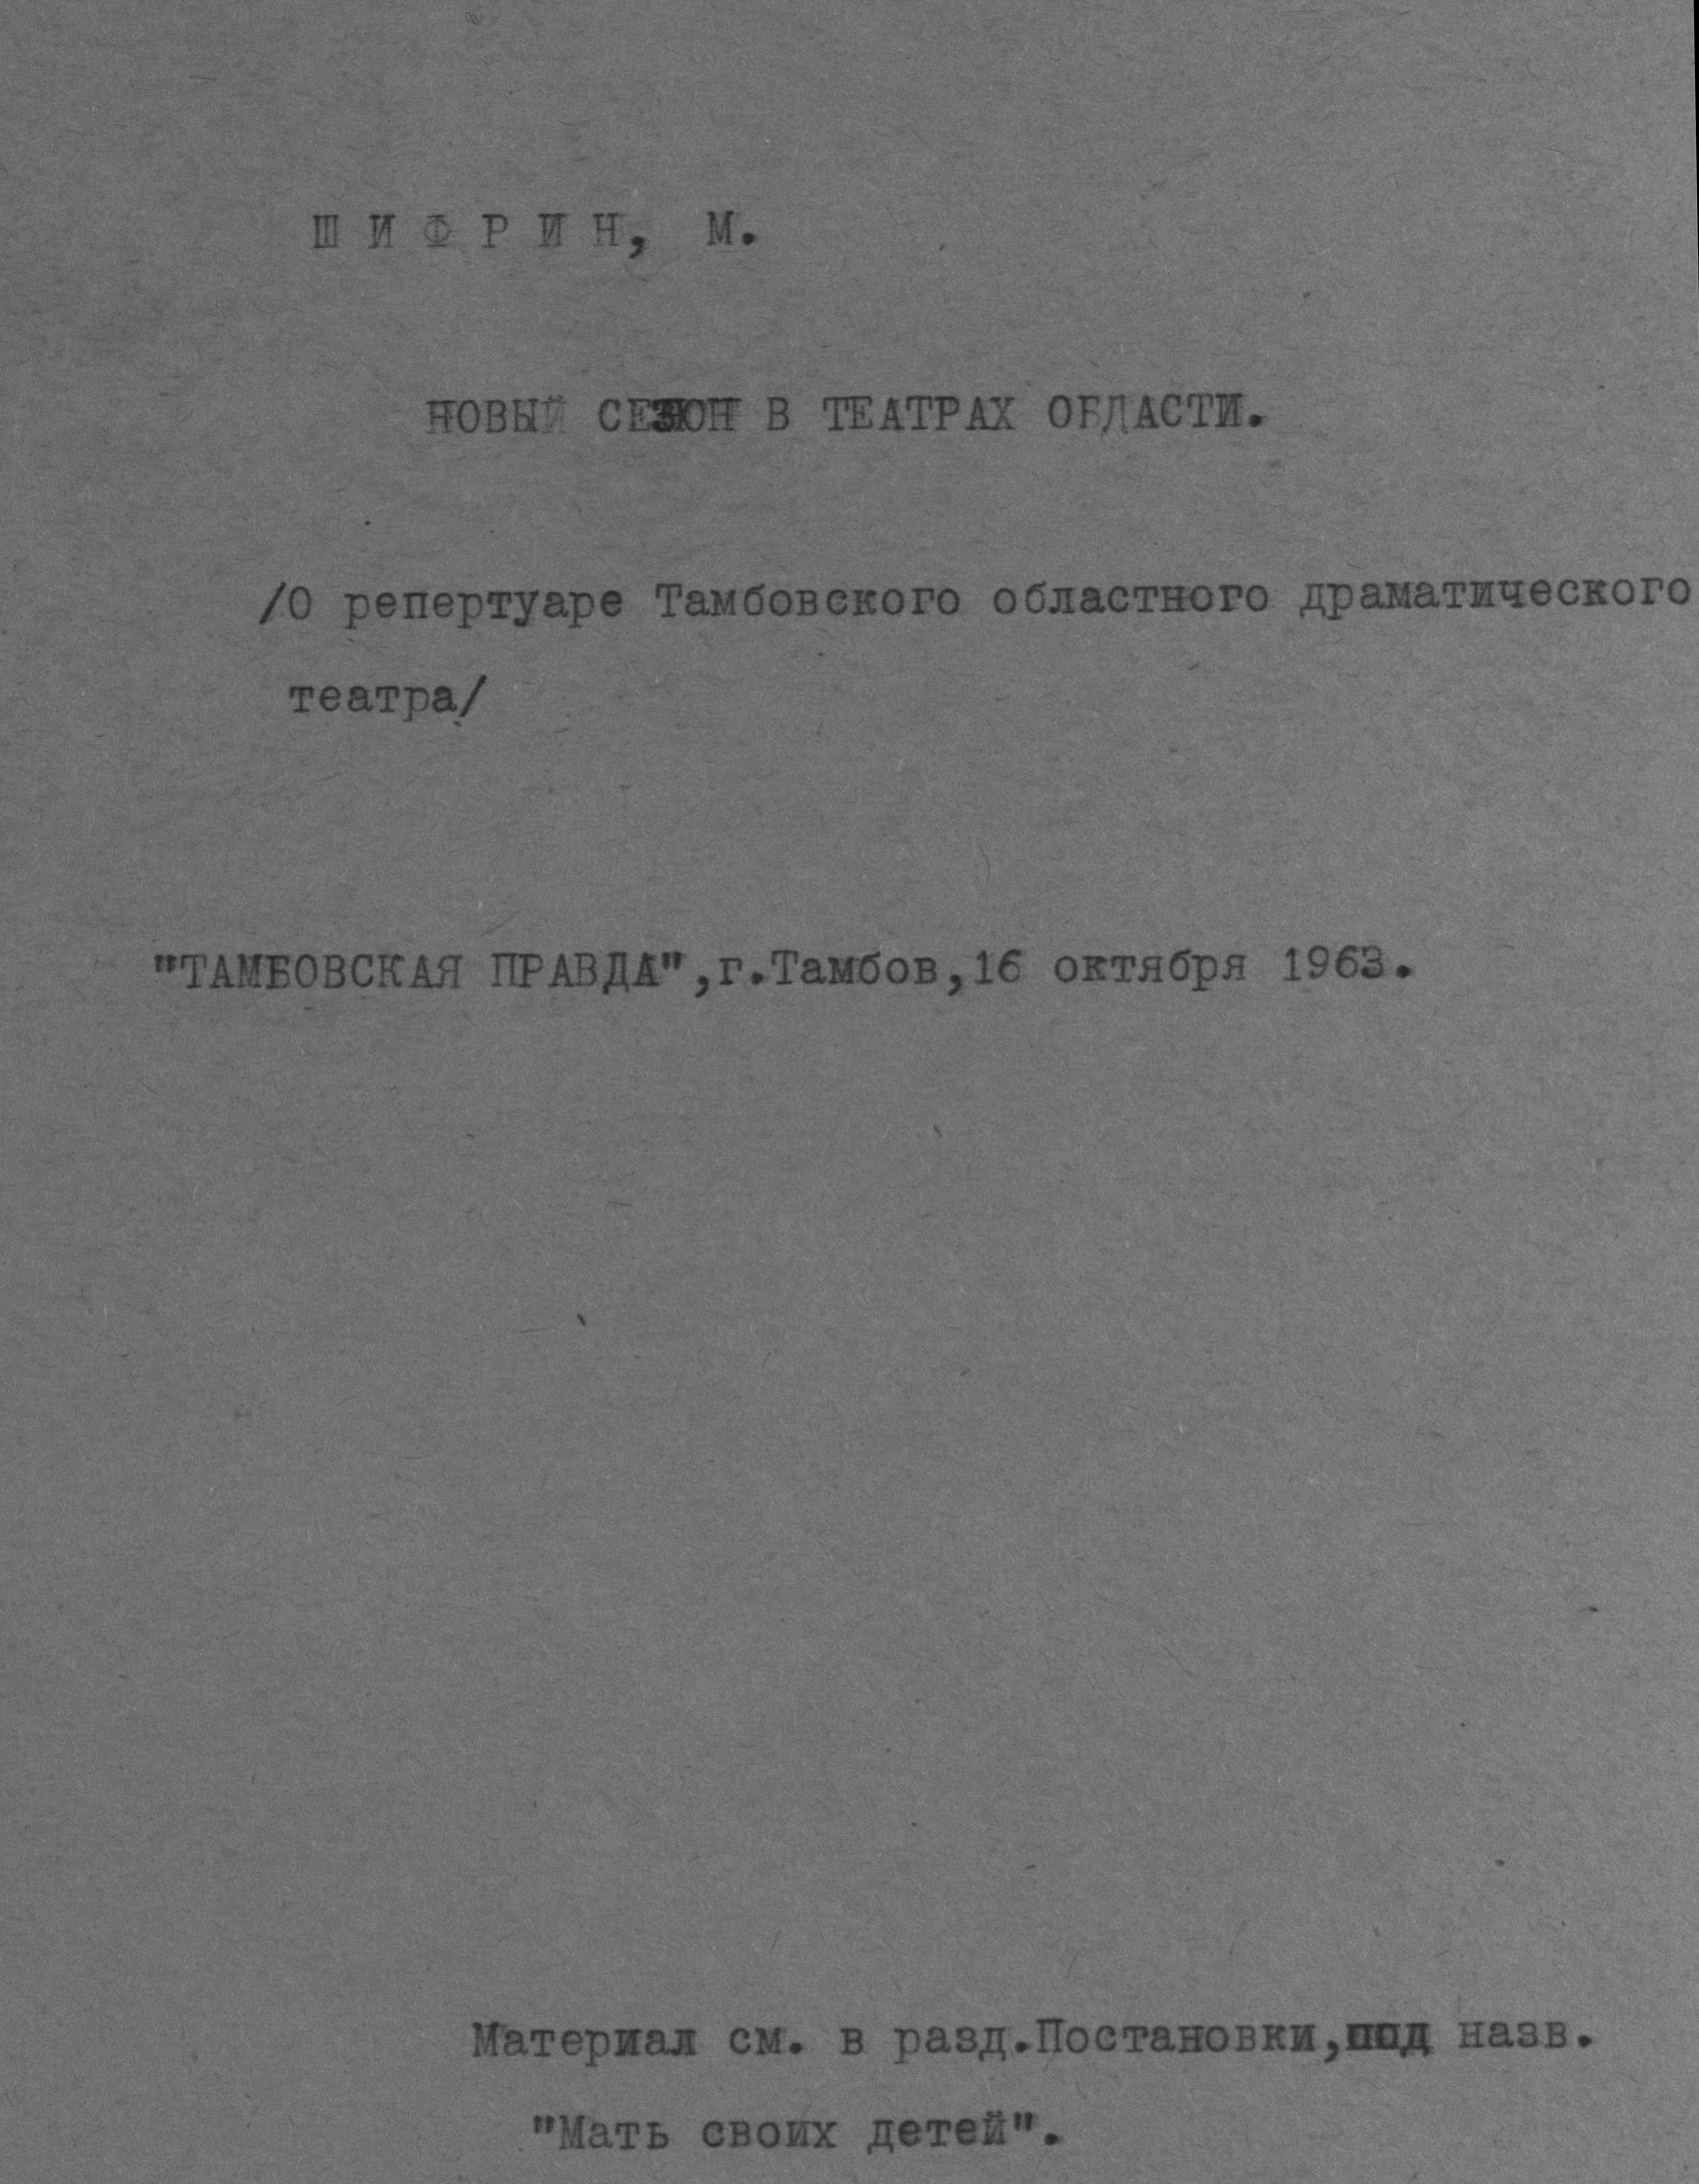 Ш И Ф Р И Н, М.
НОВЫЙ СЕЗОН В ТЕАТРАХ ОБЛАСТИ.
/О репертуаре Тамбовского областного драматического
театра/
"ТАМБОВСКАЯ ПРАВДА",г.Тамбов,16 октября 1963.
Материал см. в разд.Постановки,под назв.
"Мать своих детей".